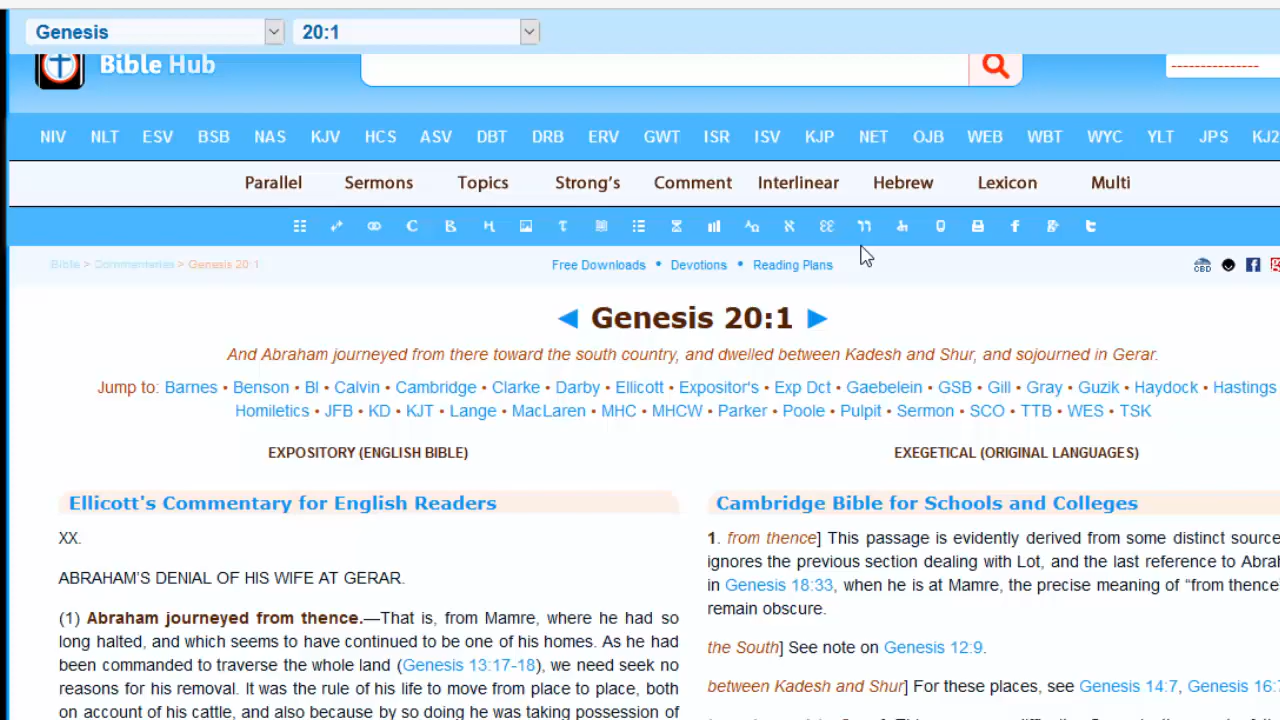 Genesis 20:1
Bible Hub
---------------
NIV NLT ESV BSB NAS KJV HCS ASV DBT DRB ERV GWT ISR ISV KJP NET OJB WEB WBT WYC YLT JPS KJ2
Parallel Sermons Topics Strong's Comment Interlinear Hebrew Lexicon Multi
Bible > Commentaries > Genesis 20:1
Free Downloads • Devotions • Reading Plans
CBD
◄ Genesis 20:1 ►
And Abraham journeyed from there toward the south country, and dwelled between Kadesh and Shur, and sojourned in Gerar.
Jump to: Barnes • Benson • BI • Calvin • Cambridge • Clarke • Darby • Ellicott • Expositor's • Exp Dct • Gaebelein • GSB • Gill • Gray • Guzik • Haydock • Hastings
Homiletics • JFB • KD • KJT • Lange • MacLaren • MHC • MHCW • Parker • Poole • Pulpit • Sermon • SCO • TTB • WES • TSK
EXPOSITORY (ENGLISH BIBLE)
Ellicott's Commentary for English Readers
XX.
ABRAHAM'S DENIAL OF HIS WIFE AT GERAR.
(1) Abraham journeyed from thence.—That is, from Mamre, where he had so
long halted, and which seems to have continued to be one of his homes. As he had
been commanded to traverse the whole land (Genesis 13:17-18), we need seek no
reasons for his removal. It was the rule of his life to move from place to place, both
on account of his cattle, and also because by so doing he was taking possession of
EXEGETICAL (ORIGINAL LANGUAGES)
Cambridge Bible for Schools and Colleges
1. from thence] This passage is evidently derived from some distinct source
ignores the previous section dealing with Lot, and the last reference to Abra
in Genesis 18:33, when he is at Mamre, the precise meaning of “from thence
remain obscure.
the South] See note on Genesis 12:9.
between Kadesh and Shur] For these places, see Genesis 14:7, Genesis 16:7